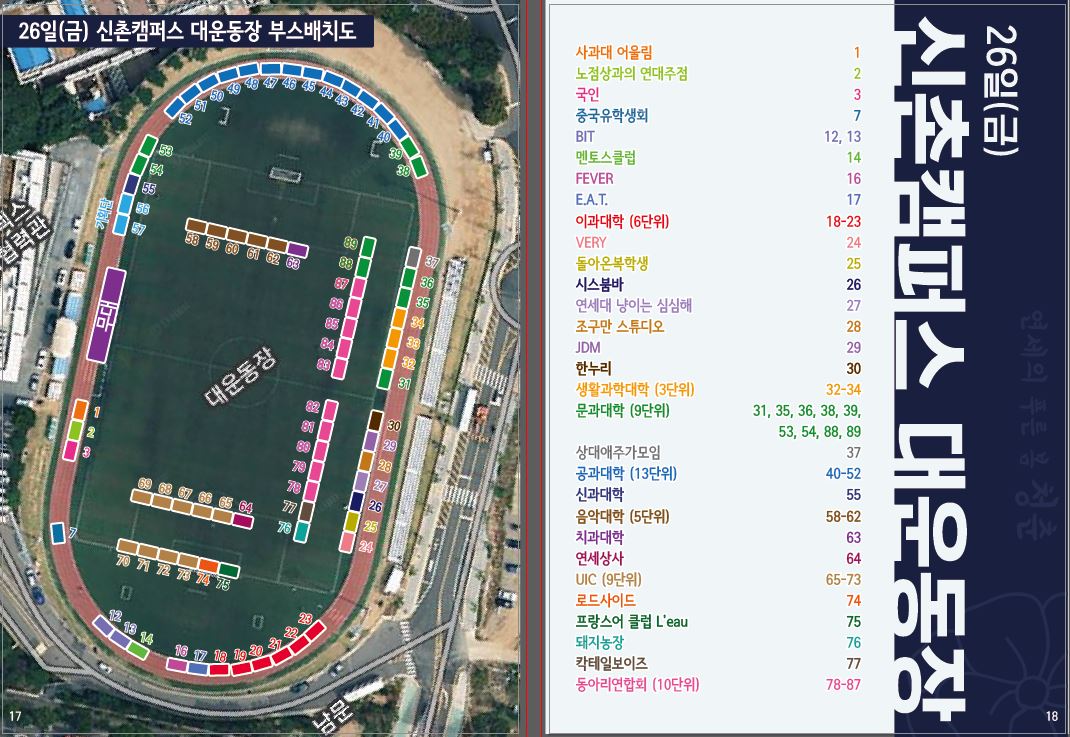 26일(금) 신촌캠퍼스 대운동장 부스배치도
47
46
48
45
49
44
50
43
51
42
52
41
40
39
38
53
54
55
56
57
기획단
58
59
60
61
62
63
89
88
87
86
85
84
83
37
36
35
34
33
32
31
무대
대운동장
1
2
3
82
81
80
79
78
77
76
30
29
28
27
26
25
24
69
68
67
66
65
64
7
70
71
72
73
74
75
12
13
14
16
17
18
19
20
21
22
23
남문
17
사과대 어울림 1
노점상과의 연대주점 2
국인 3
중국유학생회 7
BIT 12, 13
멘토스클럽 14
FEVER 16
E.A.T. 17
이과대학 (6단위) 18-23
VERY 24
돌아온복학생 25
시스붐바 26
연세대 냥이는 심심해 27
조구만 스튜디오 28
JDM 29
한누리 30
생활과학대학 (3단위) 32-34
문과대학 (9단위) 31, 35, 36, 38, 39,
53, 54, 88, 89
상대애주가모임 37
공과대학 (13단위) 40-52
신과대학 55
음악대학 (5단위) 58-62
치과대학 63
연세상사 64
UIC (9단위) 65-73
로드사이드 74
프랑스어 클럽 L'eau 75
돼지농장 76
칵테일보이즈 77
동아리연합회 (10단위) 78-87
26일(금)
신촌캠퍼스 대운동장
연세의 푸른 봄 청춘
18